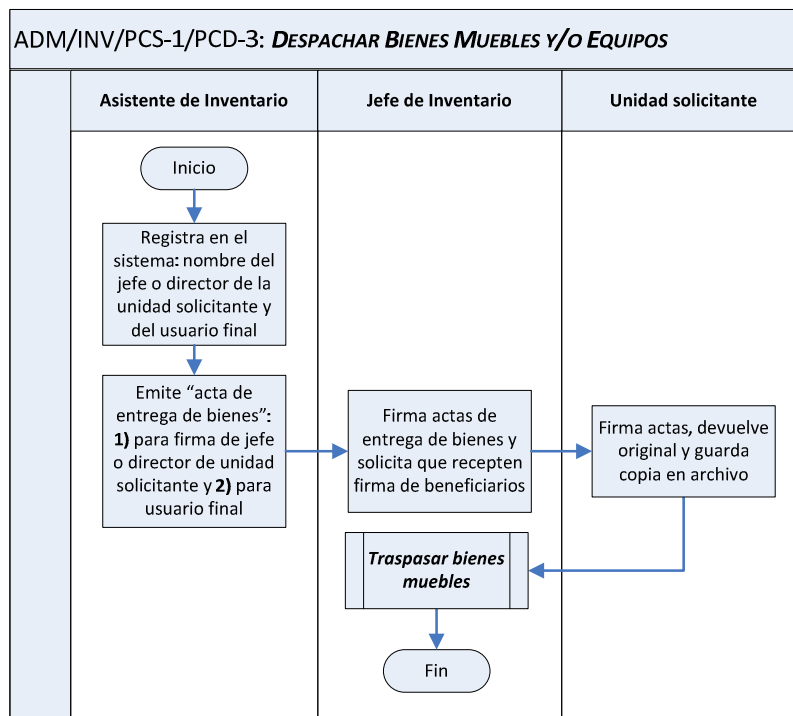 ADM/INV/PCS-1/PCD-3: DESPACHAR BIENES MUEBLES Y/O EQUIPOS
Asistente de Inventario
Jefe de Inventario
Unidad solicitante
Inicio
Registra en el
sistema: nombre del
jefe o director de la
unidad solicitante y
del usuario final
Emite “acta de
entrega de bienes”:
1) para firma de jefe
o director de unidad
solicitante y 2) para
usuario final
Firma actas de
entrega de bienes y
solicita que recepten
firma de beneficiarios
Firma actas, devuelve
original y guarda
copia en archivo
Traspasar bienes
muebles
Fin